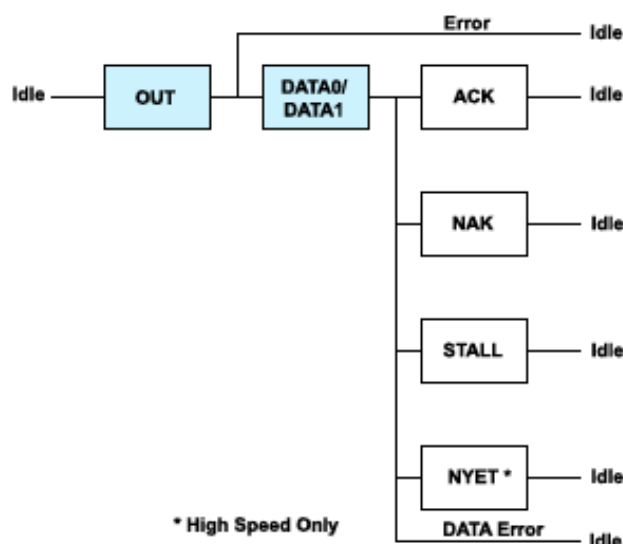 Error
Idle
Idle
OUT
DATA0/
DATA1
ACK
Idle
NAK
Idle
STALL
Idle
NYET *
Idle
* High Speed Only
DATA Error
Idle